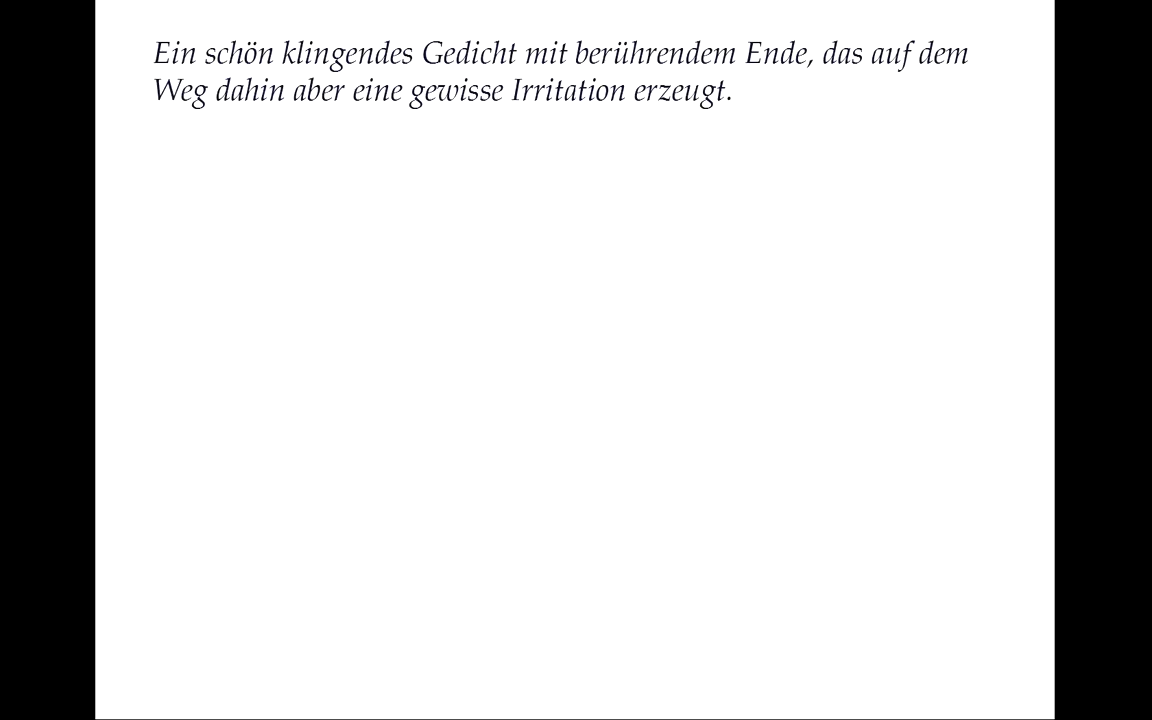 Ein schön klingendes Gedicht mit berührendem Ende, das auf dem
Weg dahin aber eine gewisse Irritation erzeugt.